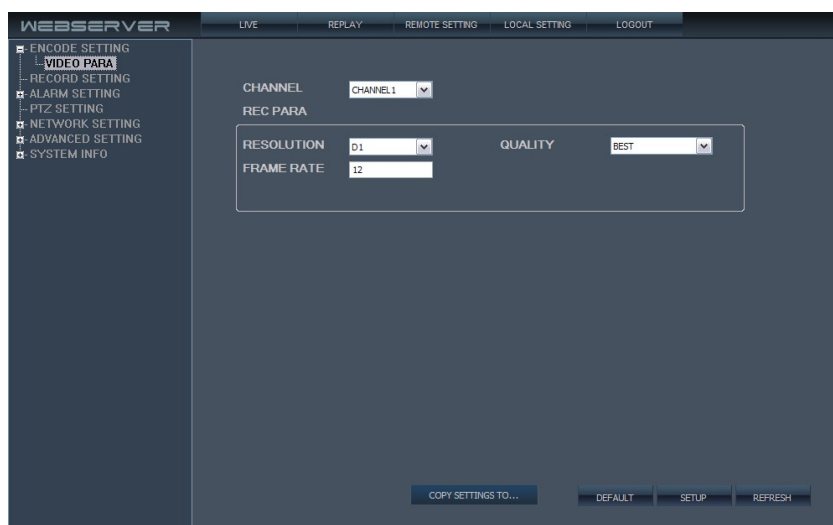 WEBSERVER
LIVE REPLAY REMOTE SETTING LOCAL SETTING LOGOUT
ENCODE SETTING
VIDEO PARA
RECORD SETTING
ALARM SETTING
PTZ SETTING
NETWORK SETTING
ADVANCED SETTING
SYSTEM INFO
CHANNEL CHANNEL1
REC PARA
RESOLUTION D1 QUALITY BEST
FRAME RATE 12
COPY SETTINGS TO... DEFAULT SETUP REFRESH